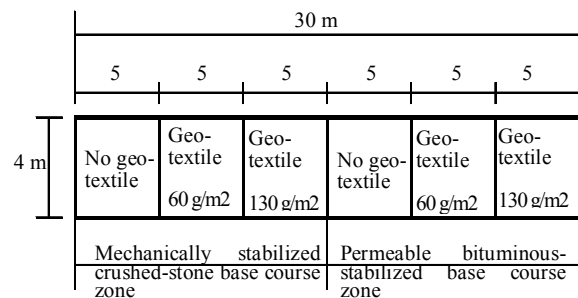 30 m
5 5 5 5 5 5
4 m
No geo-
textile
Geo-
textile
60 g/m2
Geo-
textile
130 g/m2
No geo-
textile
Geo-
textile
60 g/m2
Geo-
textile
130 g/m2
Mechanically stabilized
crushed-stone base course
zone
Permeable bituminous-
stabilized base course
zone